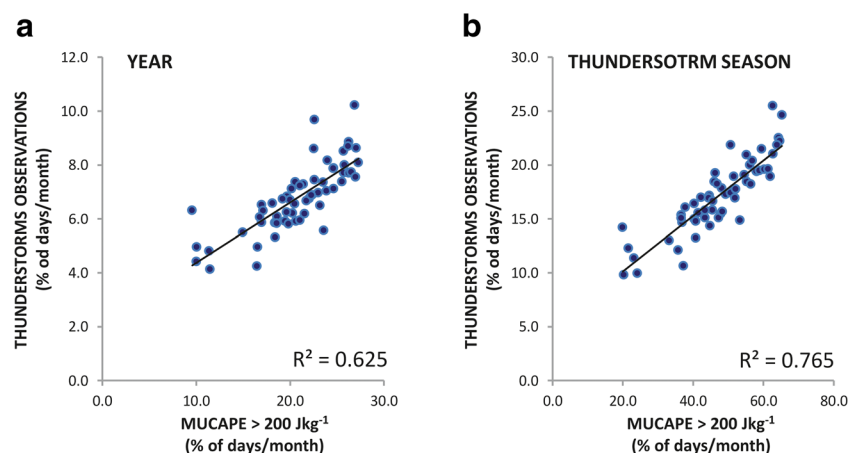 a
YEAR
12.0
10.0
8.0
6.0
4.0
2.0
0.0
THUNDERSTORMS OBSERVATIONS
(% od days/month)
R² = 0.625
0.0 10.0 20.0 30.0
MUCAPE > 200 Jkg⁻¹
(% of days/month)
b
THUNDERSOTRM SEASON
30.0
25.0
20.0
15.0
10.0
5.0
0.0
THUNDERSTORMS OBSERVATIONS
(% of days/month)
R² = 0.765
0.0 20.0 40.0 60.0 80.0
MUCAPE > 200 Jkg⁻¹
(% of days/month)